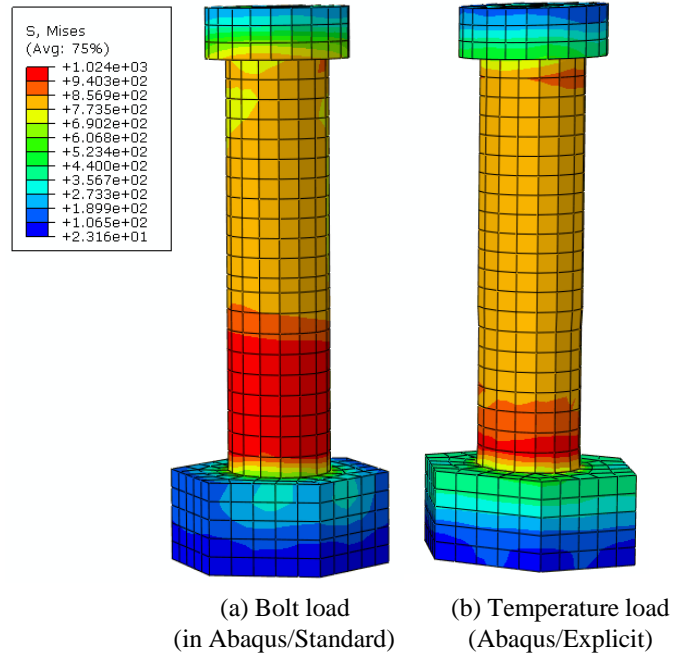 S, Mises
(Avg: 75%)
+1.024e+03
+9.403e+02
+8.569e+02
+7.735e+02
+6.902e+02
+6.068e+02
+5.234e+02
+4.400e+02
+3.567e+02
+2.733e+02
+1.899e+02
+1.065e+02
+2.316e+01
(a) Bolt load
(in Abaqus/Standard)
(b) Temperature load
(Abaqus/Explicit)